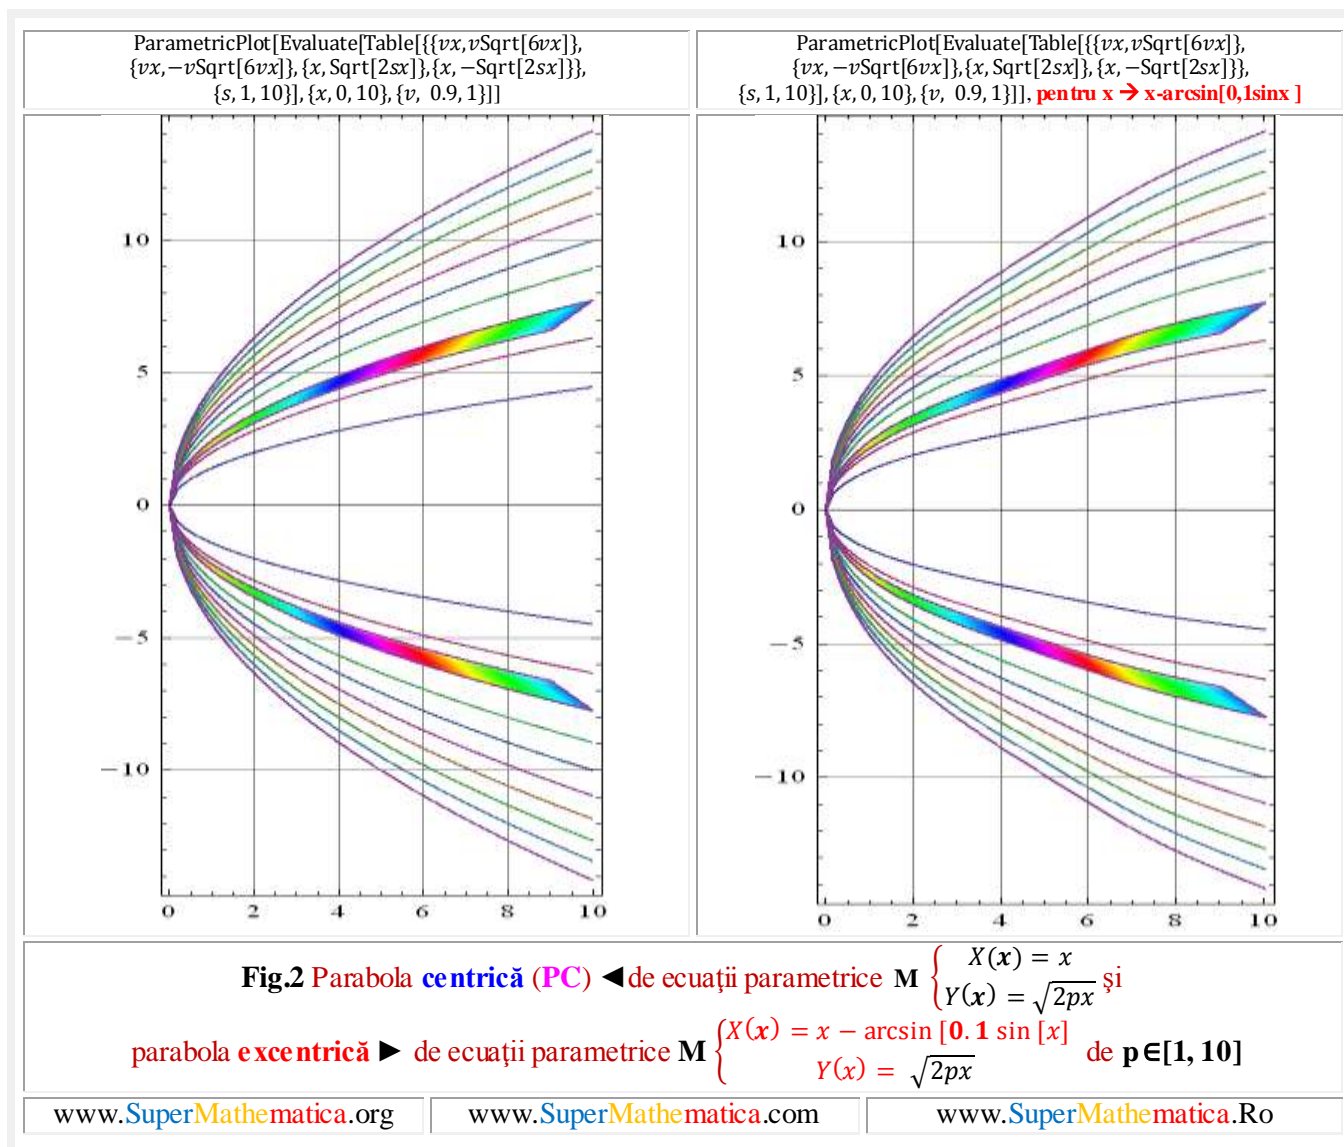 ParametricPlot[Evaluate[Table[{{vx,vSqrt[6vx]},
{vx,−vSqrt[6vx]},{x,Sqrt[2sx]},{x,−Sqrt[2sx]}},
{s,1,10}],{x,0,10},{v, 0.9,1}]]
ParametricPlot[Evaluate[Table[{{vx,vSqrt[6vx]},
{vx,−vSqrt[6vx]},{x,Sqrt[2sx]},{x,−Sqrt[2sx]}},
{s,1,10}],{x,0,10},{v, 0.9,1}]], pentru x → x-arcsin[0,1sinx ]
10
5
0
−5
−10
0 2 4 6 8 10
10
5
0
−5
−10
0 2 4 6 8 10
Fig.2 Parabola centrică (PC) ◄de ecuaţii parametrice M { X(x) = x
Y(x) = √2px şi
parabola excentrică ► de ecuaţii parametrice M { X(x) = x − arcsin [0.1 sin [x]
Y(x) = √2px de p∈[1, 10]
www.SuperMathematica.org
www.SuperMathematica.com
www.SuperMathematica.Ro